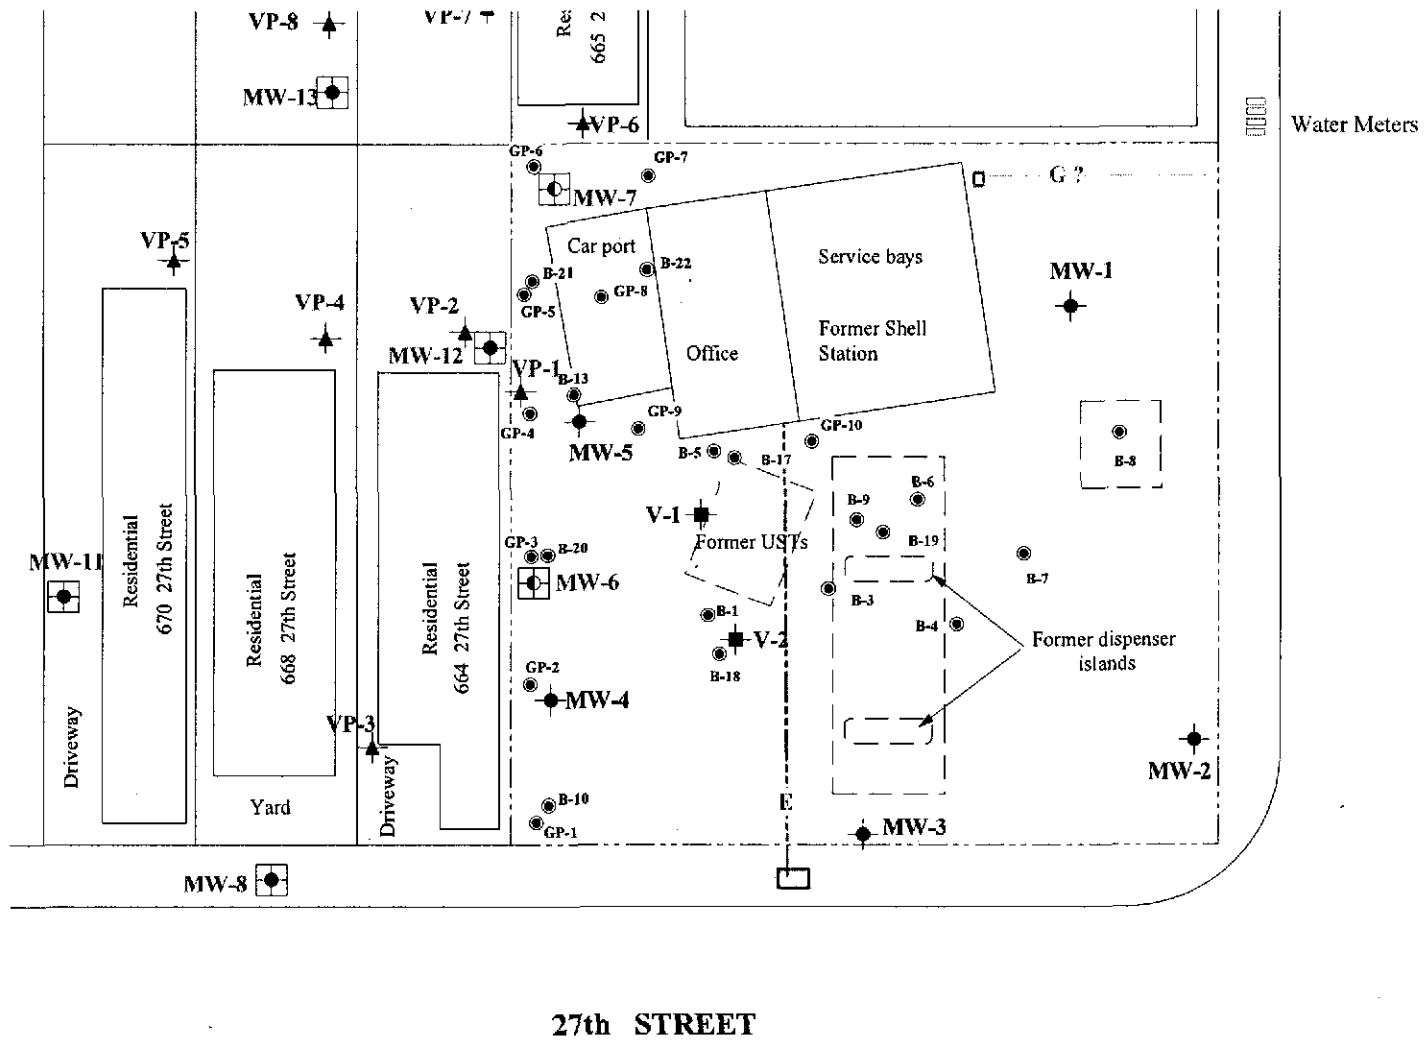 VP-8
VP-7
665 2
MW-13
VP-6
Water Meters
GP-6
GP-7
G ?
MW-7
VP-5
Car port
B-21
B-22
Service bays
MW-1
GP-5
GP-8
VP-4
VP-2
MW-12
Office
Former Shell
Station
VP-1
B-13
GP-4
GP-9
MW-5
GP-10
B-5
B-17
B-8
B-6
B-9
V-1
Former USTs
B-19
GP-3
B-20
MW-6
B-7
MW-11
Residential
670 27th Street
Residential
668 27th Street
Residential
664 27th Street
B-3
B-1
B-4
V-2
Former dispenser
islands
B-18
GP-2
MW-4
VP-3
Driveway
Driveway
MW-2
Yard
E
B-10
GP-1
MW-3
MW-8
27th STREET